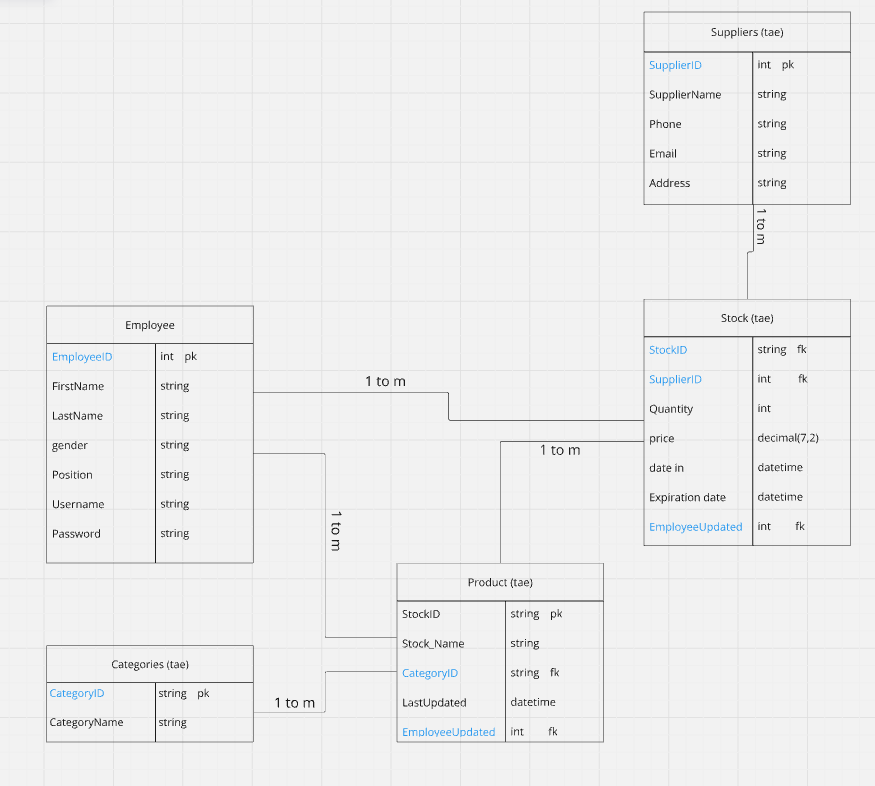 Suppliers (tae)
SupplierID int pk
SupplierName string
Phone string
Email string
Address string
1 to m
Employee
EmployeeID int pk
FirstName string
LastName string
gender string
Position string
Username string
Password string
1 to m
Stock (tae)
StockID string fk
SupplierID int fk
Quantity int
price decimal(7,2)
date in datetime
Expiration date datetime
EmployeeUpdated int fk
1 to m
1 to m
Product (tae)
StockID string pk
Stock_Name string
CategoryID string fk
LastUpdated datetime
EmployeeUpdated int fk
Categories (tae)
CategoryID string pk
CategoryName string
1 to m